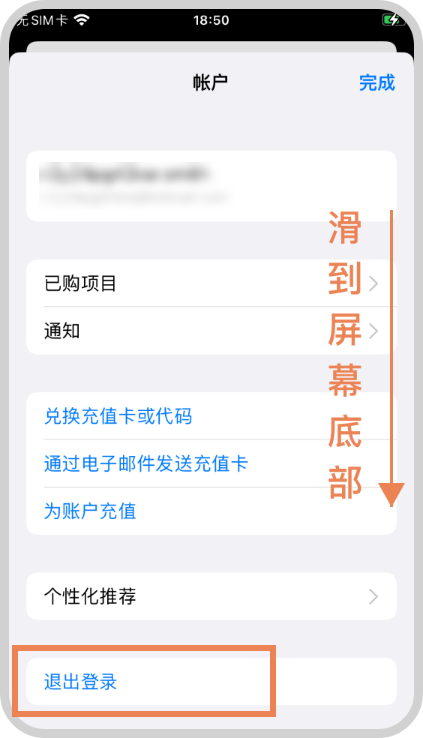 无SIM卡
18:50
帐户
完成
已购项目
通知
兑换充值卡或代码
通过电子邮件发送充值卡
为账户充值
个性化推荐
退出登录
滑到屏幕底部